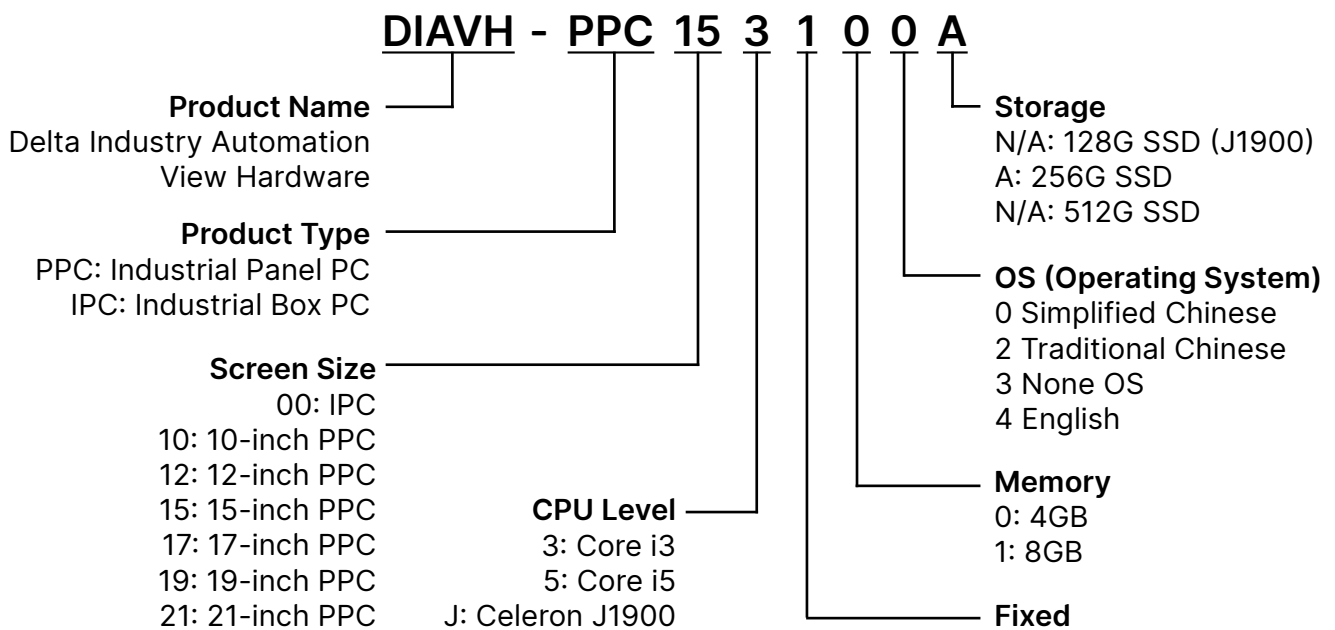 DIAVH - PPC 15 3 1 0 0 A
Product Name
Delta Industry Automation
View Hardware
Product Type
PPC: Industrial Panel PC
IPC: Industrial Box PC
Screen Size
00: IPC
10: 10-inch PPC
12: 12-inch PPC
15: 15-inch PPC
17: 17-inch PPC
19: 19-inch PPC
21: 21-inch PPC
CPU Level
3: Core i3
5: Core i5
J: Celeron J1900
Storage
N/A: 128G SSD (J1900)
A: 256G SSD
N/A: 512G SSD
OS (Operating System)
0 Simplified Chinese
2 Traditional Chinese
3 None OS
4 English
Memory
0: 4GB
1: 8GB
Fixed